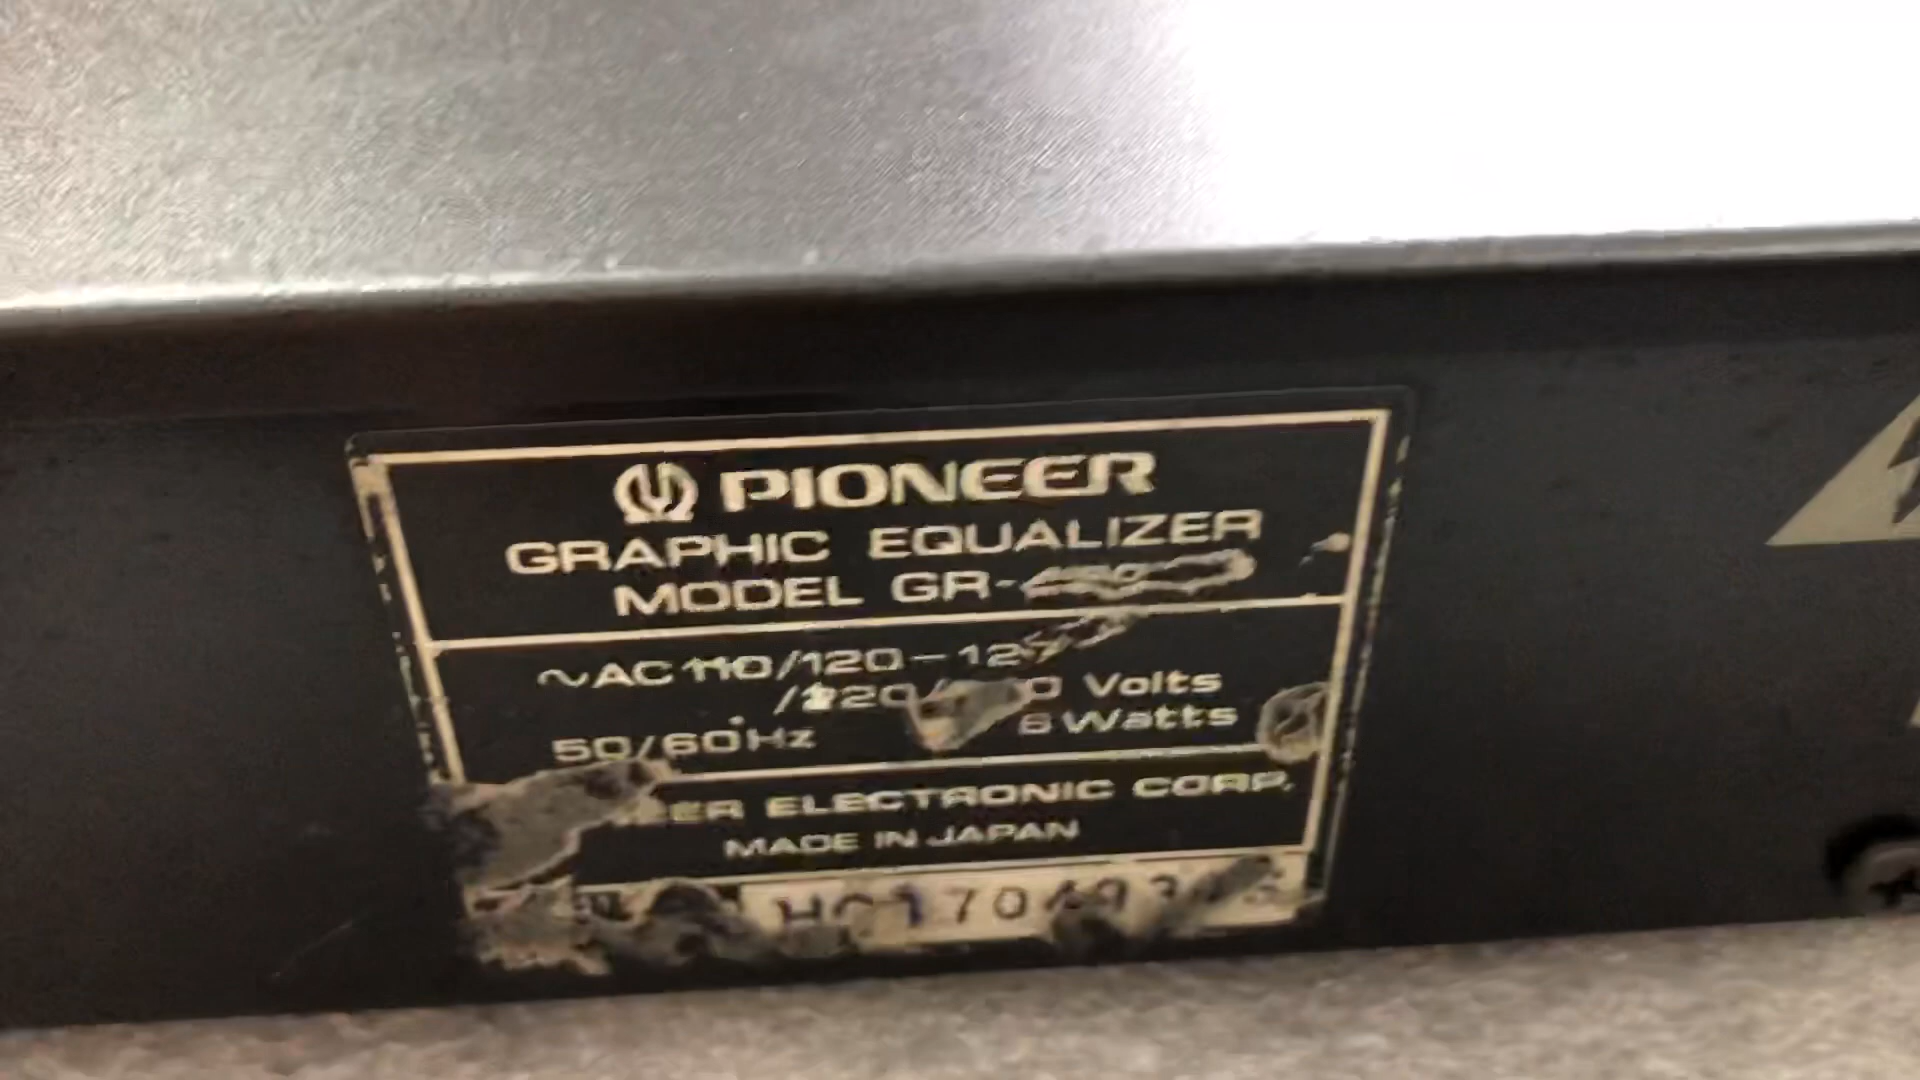 PIONEER
GRAPHIC EQUALIZER
MODEL GR-
~AC 110/120-
Volts
50/60Hz 6 Watts
ELECTRONIC CORP.
MADE IN JAPAN